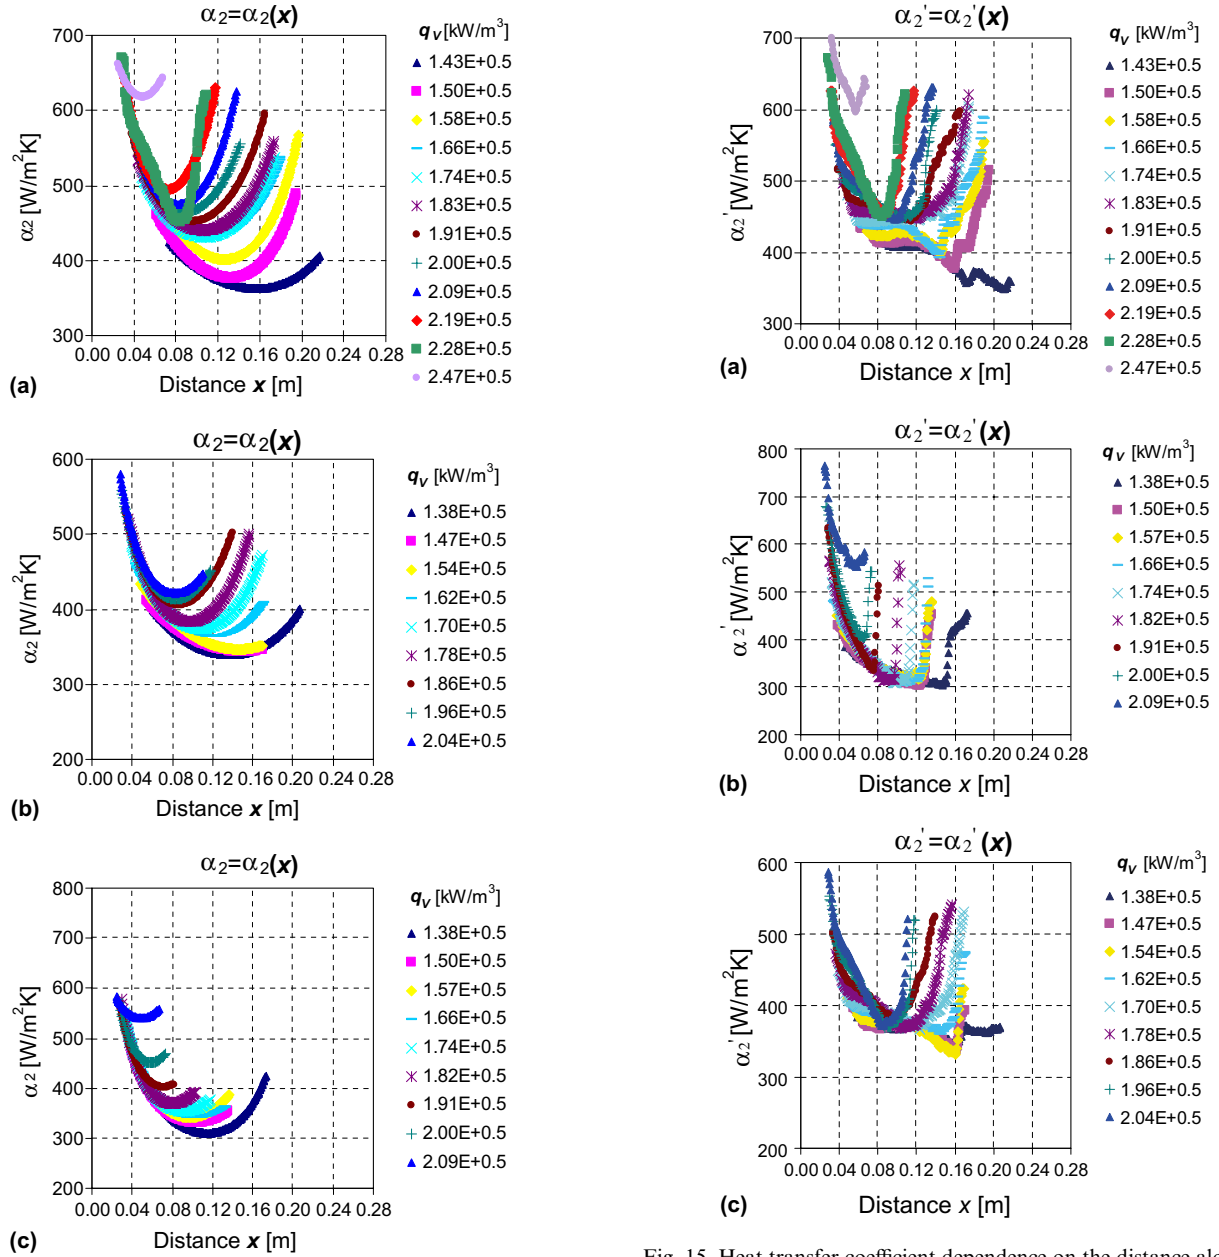 α2=α2(x)
qV [kW/m3]
700
600
500
400
300
α2 [W/m2K]
0.00 0.04 0.08 0.12 0.16 0.20 0.24 0.28
Distance x [m]
(a)
1.43E+0.5
1.50E+0.5
1.58E+0.5
1.66E+0.5
1.74E+0.5
1.83E+0.5
1.91E+0.5
2.00E+0.5
2.09E+0.5
2.19E+0.5
2.28E+0.5
2.47E+0.5
α2=α2(x)
qV [kW/m3]
600
500
400
300
200
α2 [W/m2K]
0.00 0.04 0.08 0.12 0.16 0.20 0.24 0.28
Distance x [m]
(b)
1.38E+0.5
1.47E+0.5
1.54E+0.5
1.62E+0.5
1.70E+0.5
1.78E+0.5
1.86E+0.5
1.96E+0.5
2.04E+0.5
α2=α2(x)
qV [kW/m3]
800
700
600
500
400
300
200
α2 [W/m2K]
0.00 0.04 0.08 0.12 0.16 0.20 0.24 0.28
Distance x [m]
(c)
1.38E+0.5
1.50E+0.5
1.57E+0.5
1.66E+0.5
1.74E+0.5
1.82E+0.5
1.91E+0.5
2.00E+0.5
2.09E+0.5
α2'=α2'(x)
qV [kW/m3]
700
600
500
400
300
α2' [W/m2K]
0.00 0.04 0.08 0.12 0.16 0.20 0.24 0.28
Distance x [m]
(a)
1.43E+0.5
1.50E+0.5
1.58E+0.5
1.66E+0.5
1.74E+0.5
1.83E+0.5
1.91E+0.5
2.00E+0.5
2.09E+0.5
2.19E+0.5
2.28E+0.5
2.47E+0.5
α2'=α2'(x)
qV [kW/m3]
800
700
600
500
400
300
200
α2' [W/m2K]
0.00 0.04 0.08 0.12 0.16 0.20 0.24 0.28
Distance x [m]
(b)
1.38E+0.5
1.50E+0.5
1.57E+0.5
1.66E+0.5
1.74E+0.5
1.82E+0.5
1.91E+0.5
2.00E+0.5
2.09E+0.5
α2'=α2'(x)
qV [kW/m3]
600
500
400
300
200
α2' [W/m2K]
0.00 0.04 0.08 0.12 0.16 0.20 0.24 0.28
Distance x [m]
(c)
1.38E+0.5
1.47E+0.5
1.54E+0.5
1.62E+0.5
1.70E+0.5
1.78E+0.5
1.86E+0.5
1.96E+0.5
2.04E+0.5
Fig. 15. Heat transfer coefficient dependence on the distance alo